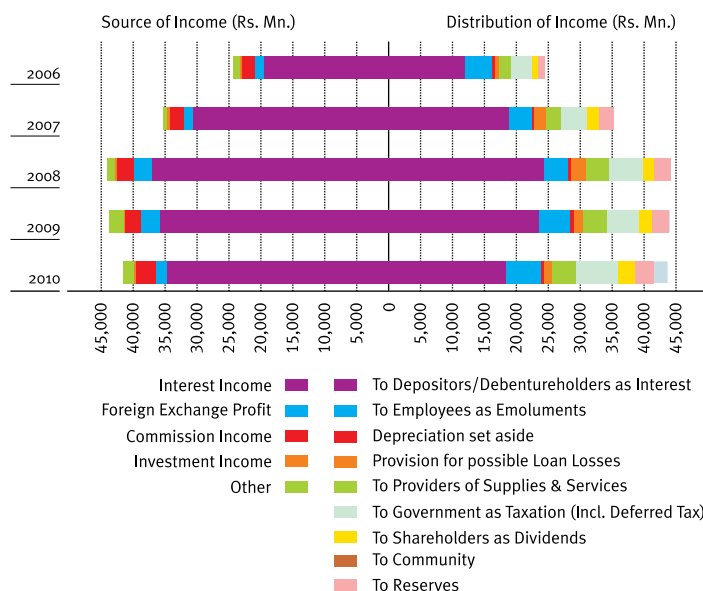 Source of Income (Rs. Mn.)
Distribution of Income (Rs. Mn.)
2006
2007
2008
2009
2010
45,000
40,000
35,000
30,000
25,000
20,000
15,000
10,000
5,000
0
5,000
10,000
15,000
20,000
25,000
30,000
35,000
40,000
45,000
Interest Income
Foreign Exchange Profit
Commission Income
Investment Income
Other
To Depositors/Debentureholders as Interest
To Employees as Emoluments
Depreciation set aside
Provision for possible Loan Losses
To Providers of Supplies & Services
To Government as Taxation (Incl. Deferred Tax)
To Shareholders as Dividends
To Community
To Reserves